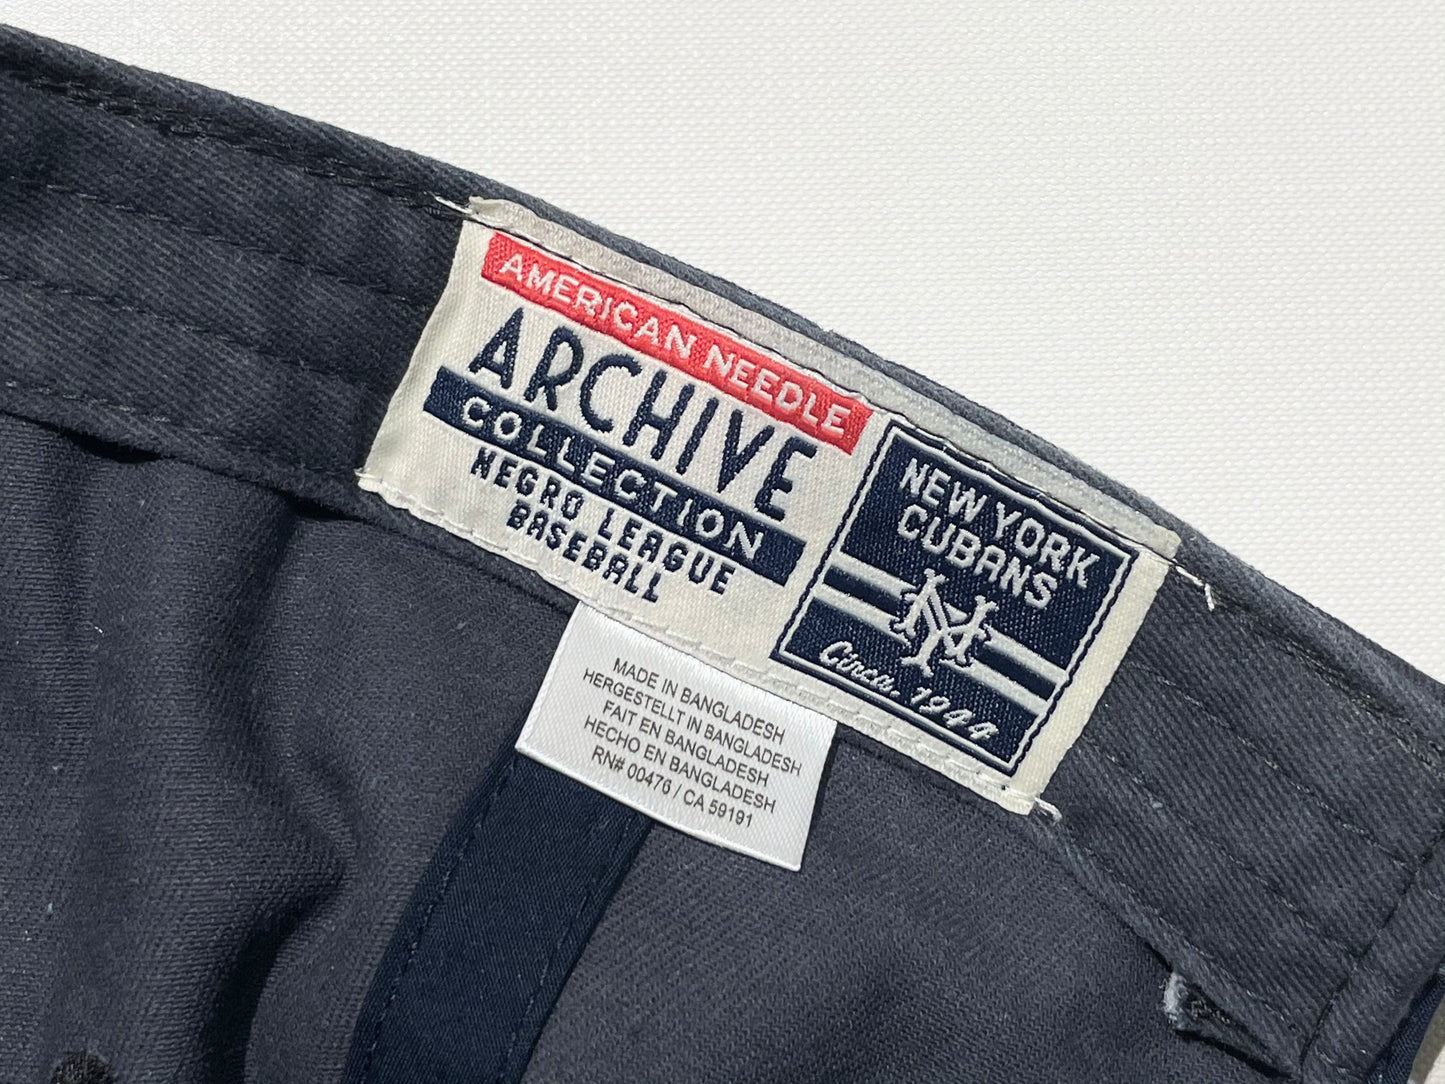 AMERICAN NEEDLE
ARCHIVE
COLLECTION
NEGRO LEAGUE
BASEBALL
NEW YORK
CUBANS
NY
Circa. 1944
MADE IN BANGLADESH
HERGESTELLT IN BANGLADESH
FAIT EN BANGLADESH
HECHO EN BANGLADESH
RN# 00476 / CA 59191